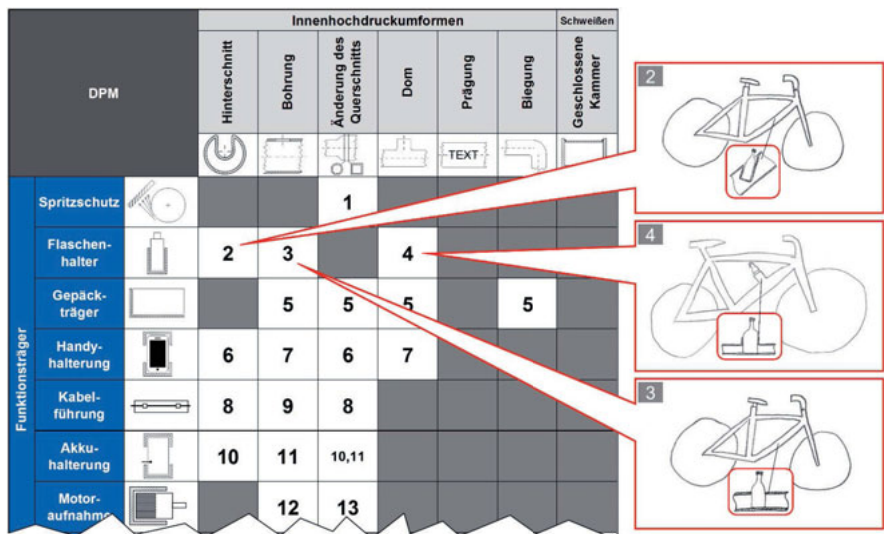 Innenhochdruckumformen
Schweißen
DPM
Hinterschnitt
Bohrung
Änderung des
Querschnitts
Dom
Prägung
Biegung
Geschlossene
Kammer
TEXT
Funktionsträger
Spritzschutz
1
Flaschen-
halter
2 3 4
Gepäck-
träger
5 5 5 5
Handy-
halterung
6 7 6 7
Kabel-
führung
8 9 8
Akku-
halterung
10 11 10,11
Motor-
aufnahme
12 13
2
4
3